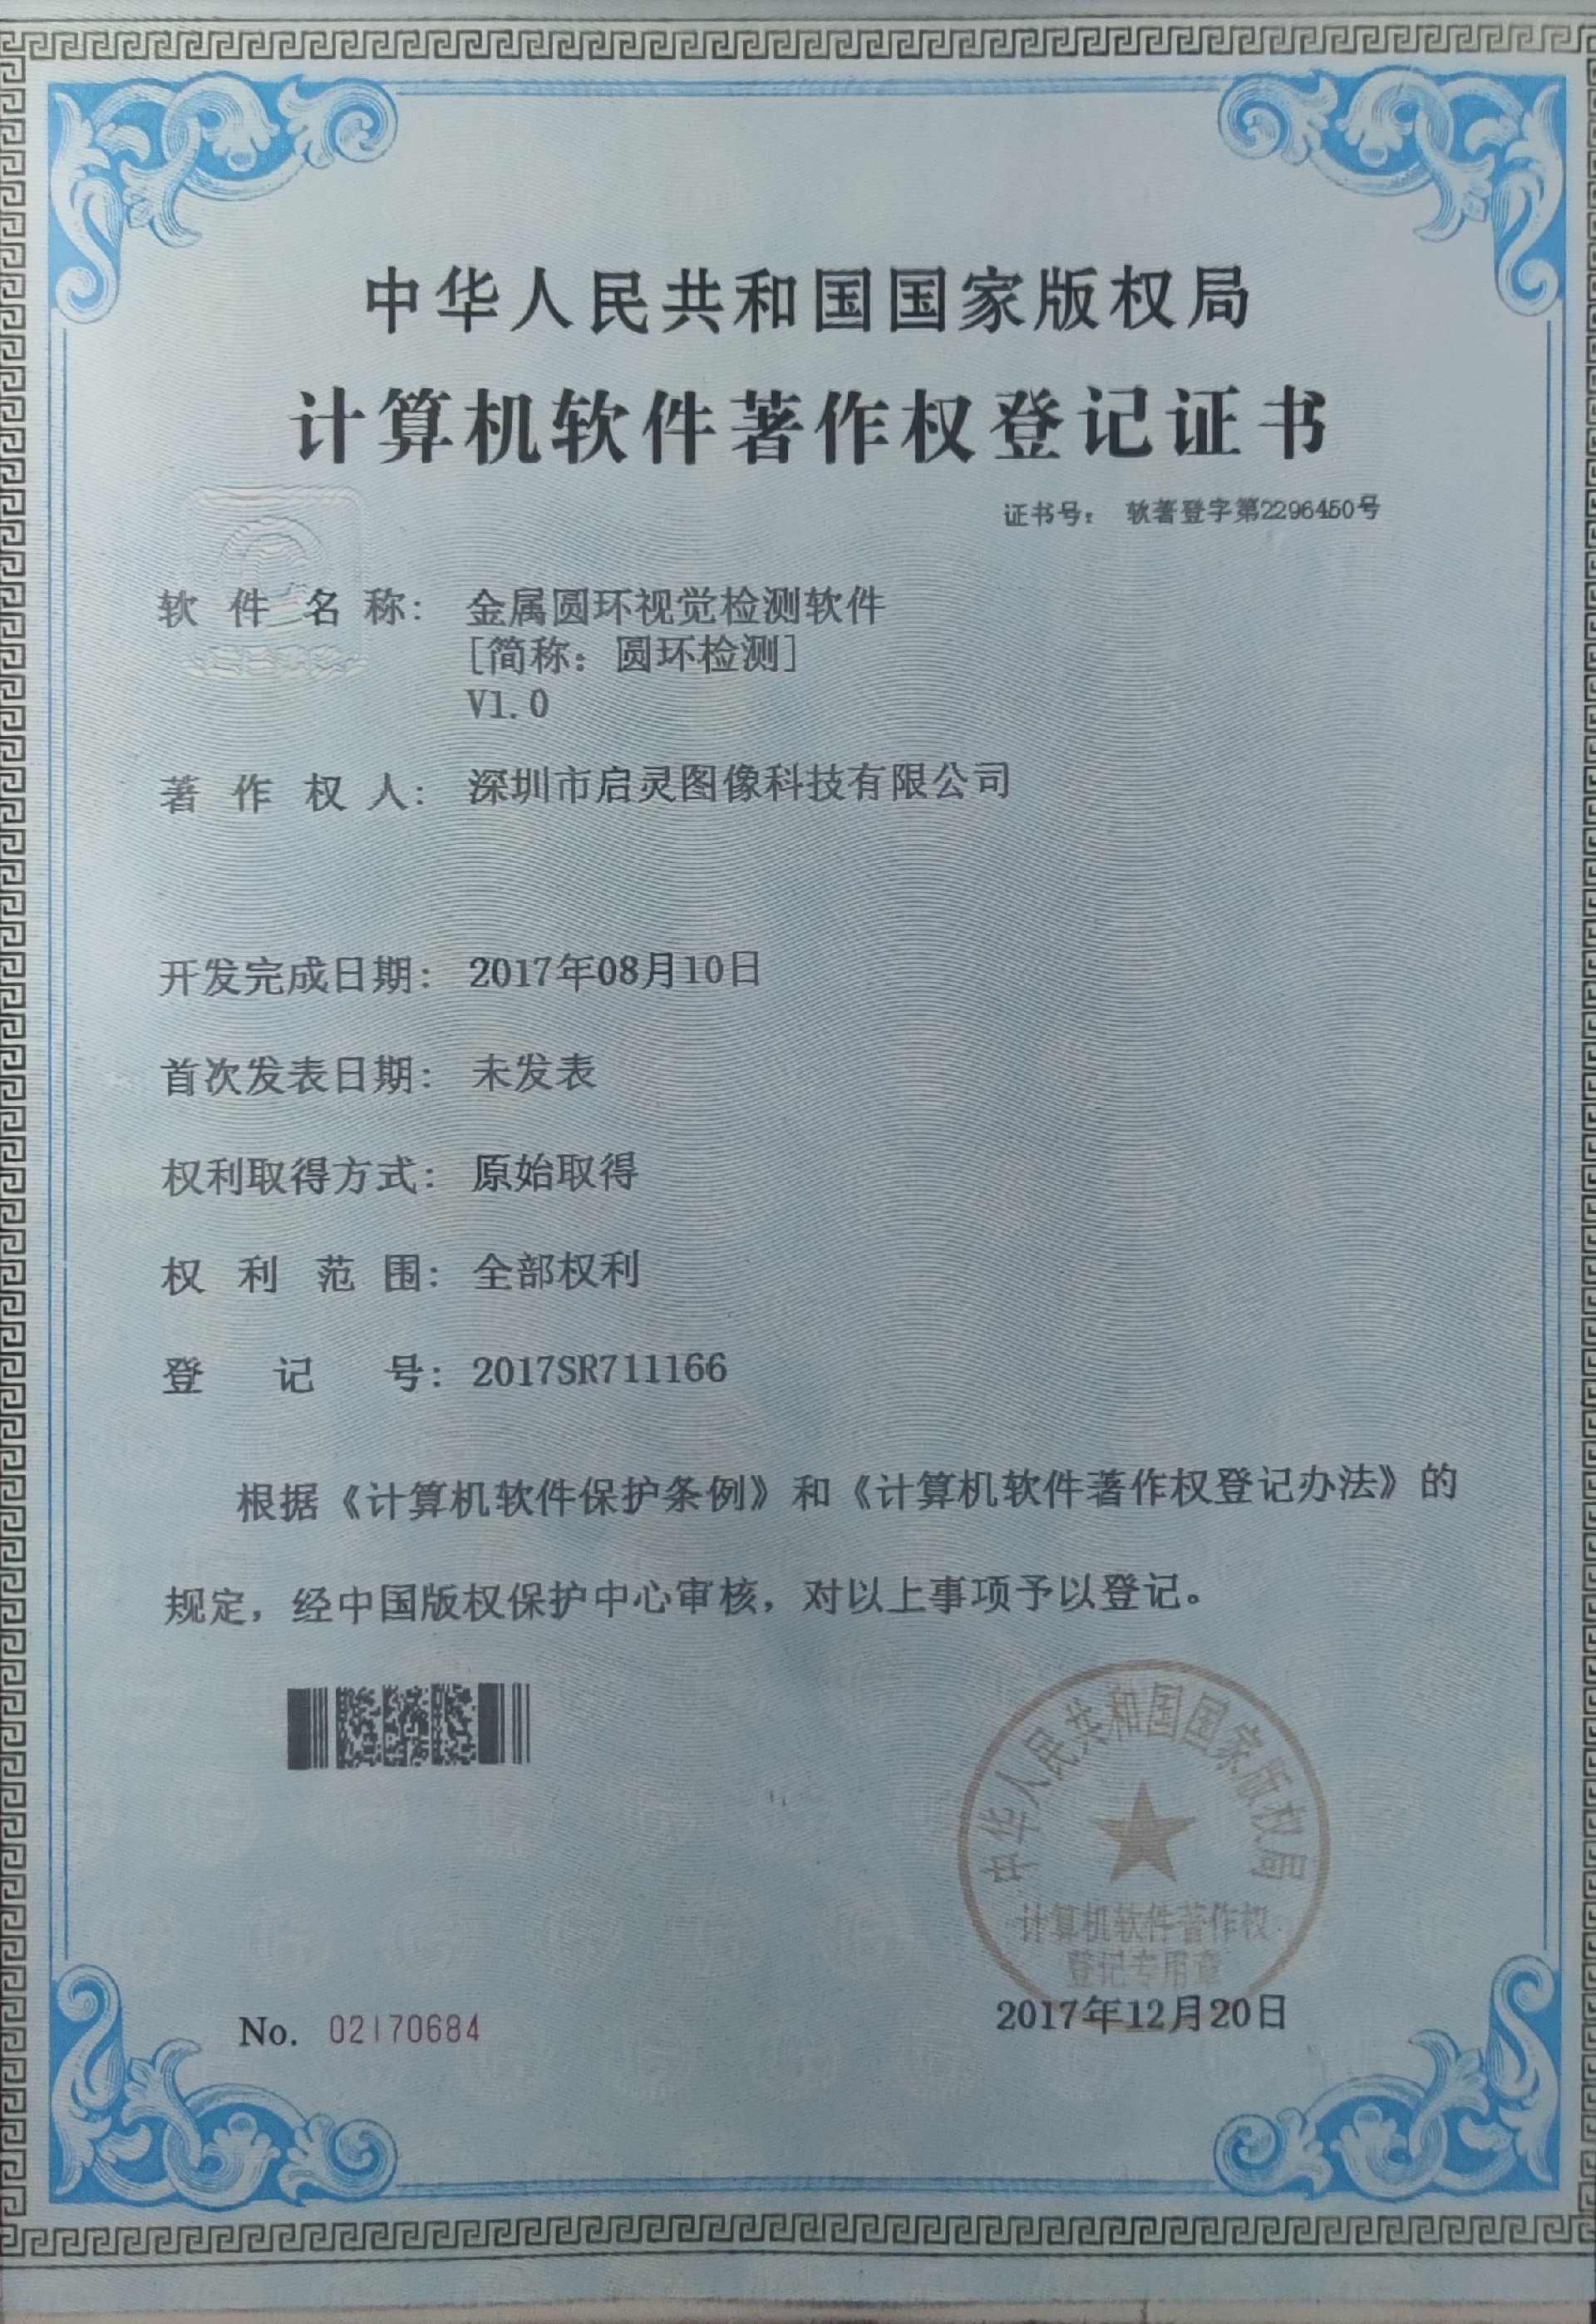 中华人民共和国国家版权局
计算机软件著作权登记证书
证书号： 软著登字第2296450号
软件名称： 金属圆环视觉检测软件
[简称：圆环检测]
V1.0
著作权人： 深圳市启灵图像科技有限公司
开发完成日期： 2017年08月10日
首次发表日期： 未发表
权利取得方式： 原始取得
权利范围： 全部权利
登记号： 2017SR711166
根据《计算机软件保护条例》和《计算机软件著作权登记办法》的
规定，经中国版权保护中心审核，对以上事项予以登记。
中华人民共和国国家版权局
计算机软件著作权
登记专用章
No. 02170684
2017年12月20日